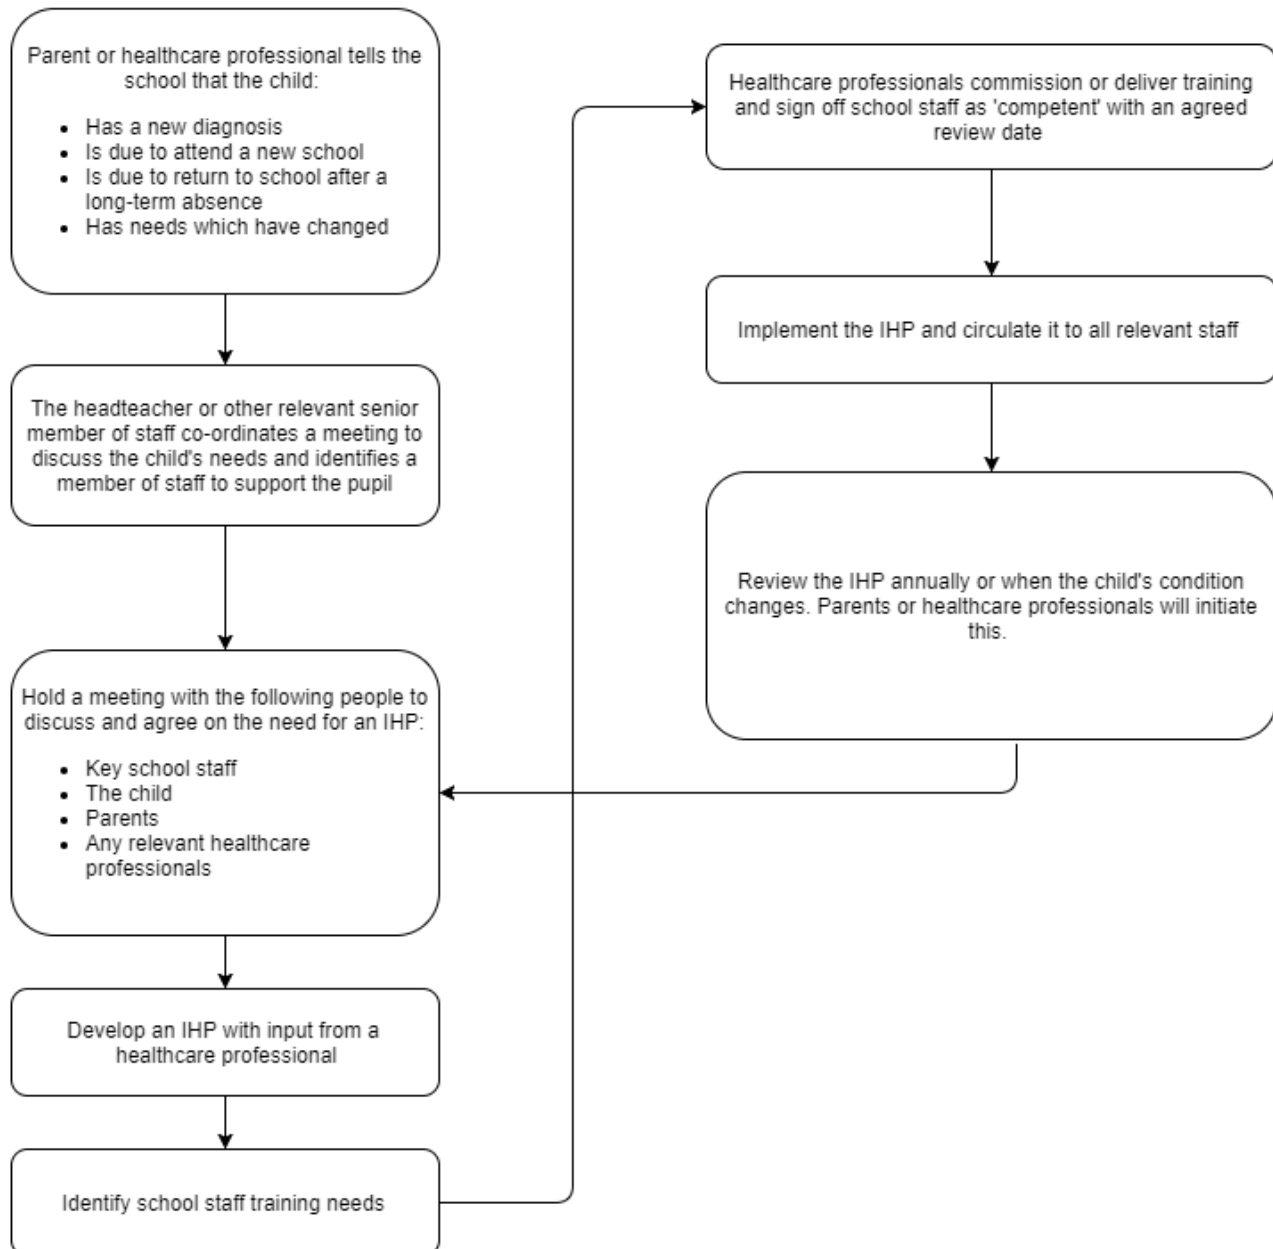 Parent or healthcare professional tells the
school that the child:
• Has a new diagnosis
• Is due to attend a new school
• Is due to return to school after a
long-term absence
• Has needs which have changed
The headteacher or other relevant senior
member of staff co-ordinates a meeting to
discuss the child's needs and identifies a
member of staff to support the pupil
Hold a meeting with the following people to
discuss and agree on the need for an IHP:
• Key school staff
• The child
• Parents
• Any relevant healthcare
professionals
Develop an IHP with input from a
healthcare professional
Identify school staff training needs
Healthcare professionals commission or deliver training
and sign off school staff as 'competent' with an agreed
review date
Implement the IHP and circulate it to all relevant staff
Review the IHP annually or when the child's condition
changes. Parents or healthcare professionals will initiate
this.